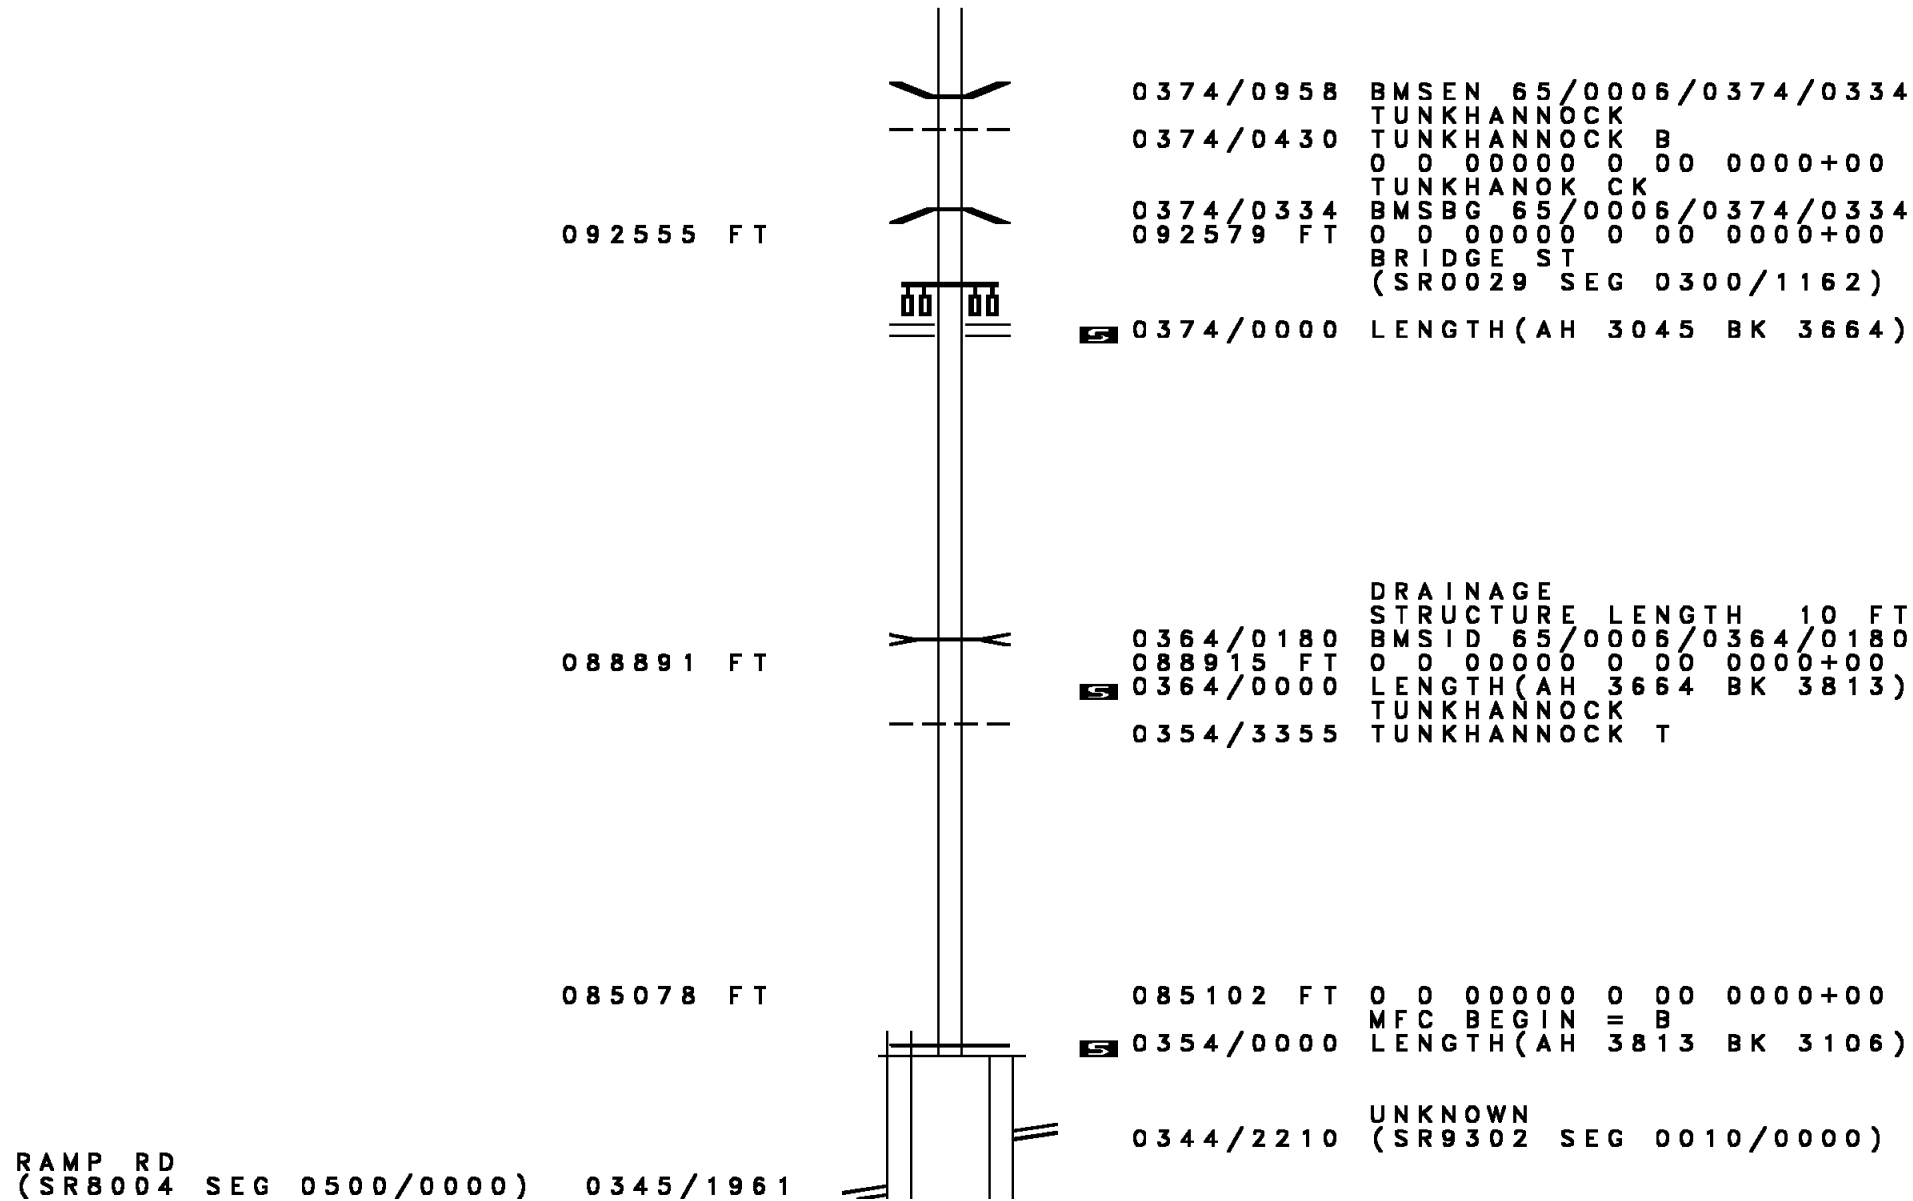 0374/0958 BMSEN 65/0006/0374/0334
TUNKHANNOCK
0374/0430 TUNKHANNOCK B
0 0 00000 0 00 0000+00
TUNKHANOK CK
0374/0334 BMSBG 65/0006/0374/0334
092555 FT 092579 FT 0 0 00000 0 00 0000+00
BRIDGE ST
(SR0029 SEG 0300/1162)
S 0374/0000 LENGTH(AH 3045 BK 3664)
DRAINAGE
STRUCTURE LENGTH 10 FT
0364/0180 BMSID 65/0006/0364/0180
088891 FT 088915 FT 0 0 00000 0 00 0000+00
S 0364/0000 LENGTH(AH 3664 BK 3813)
TUNKHANNOCK
0354/3355 TUNKHANNOCK T
085078 FT 085102 FT 0 0 00000 0 00 0000+00
MFC BEGIN = B
S 0354/0000 LENGTH(AH 3813 BK 3106)
UNKNOWN
0344/2210 (SR9302 SEG 0010/0000)
RAMP RD
(SR8004 SEG 0500/0000) 0345/1961